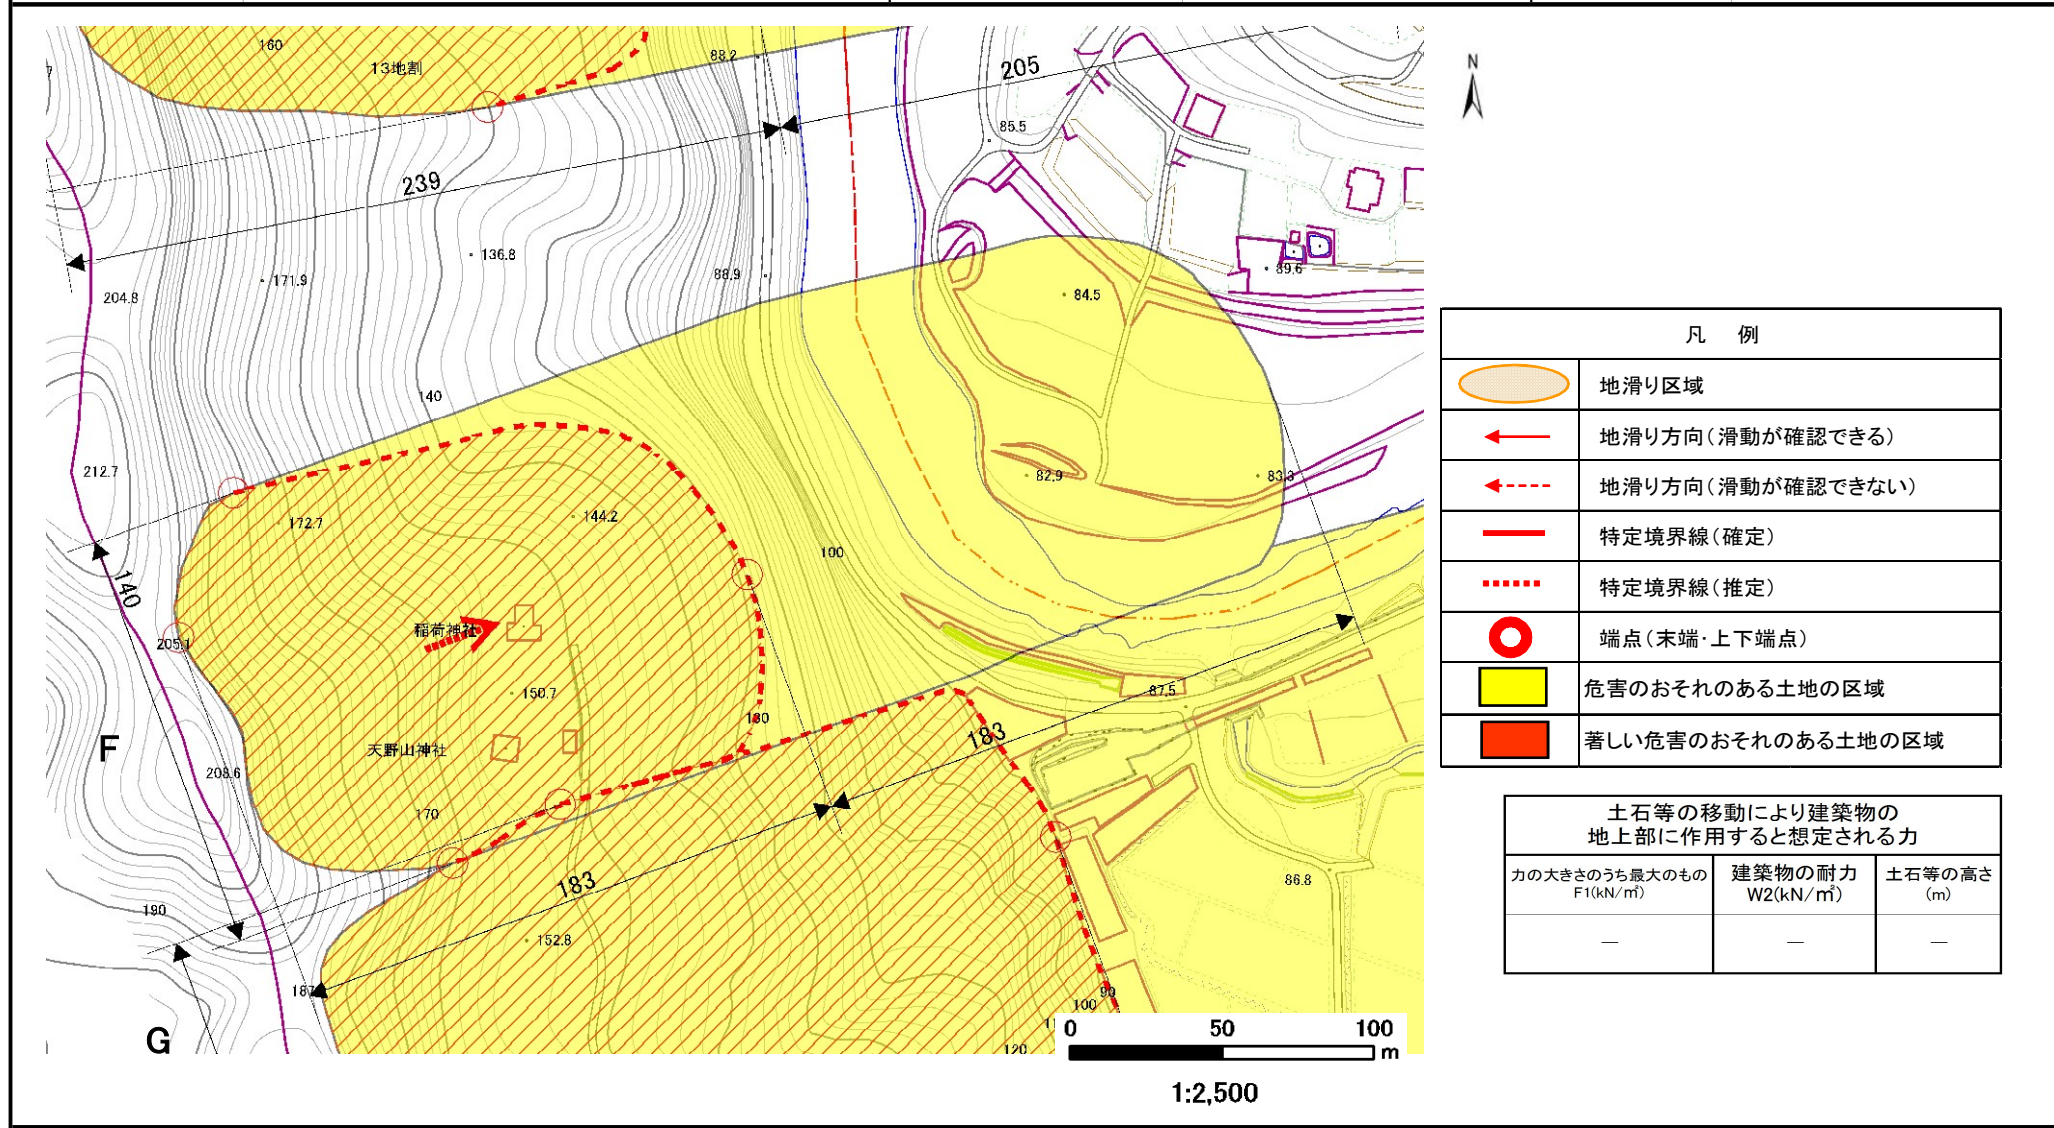 160
13地割
88.2
205
N
85.5
239
136.8
171.9
88.9
89.6
204.8
84.5
140
212.7
82.9
83.3
172.7
144.2
100
140
稲荷神社
205.1
150.7
87.5
130
183
F
天野山神社
208.6
170
183
86.8
190
152.8
187
90
100
G
120
0 50 100
m
1:2,500
凡 例
地滑り区域
地滑り方向(滑動が確認できる)
地滑り方向(滑動が確認できない)
特定境界線(確定)
特定境界線(推定)
端点(末端・上下端点)
危害のおそれのある土地の区域
著しい危害のおそれのある土地の区域
土石等の移動により建築物の
地上部に作用すると想定される力
力の大きさのうち最大のもの
F1(kN/㎡)
建築物の耐力
W2(kN/㎡)
土石等の高さ
(m)
― ― ―